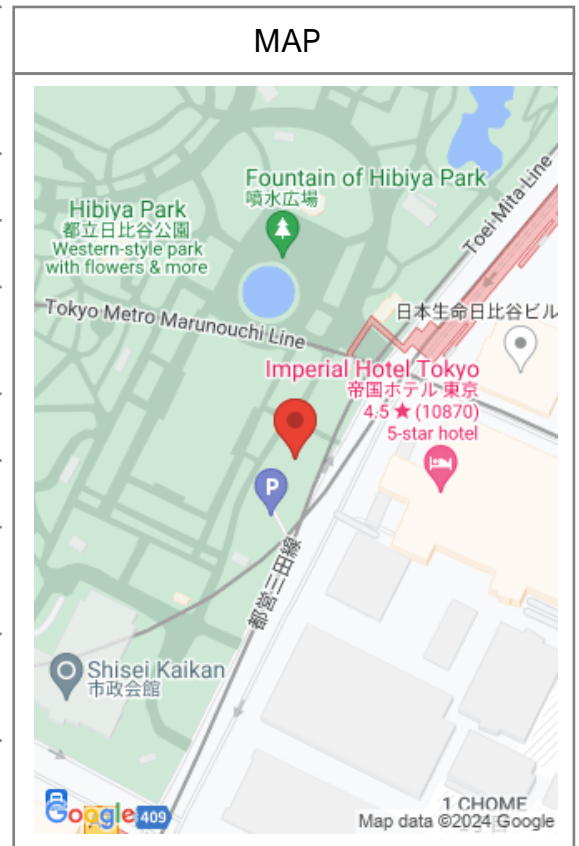 MAP
Fountain of Hibiya Park
噴水広場
Hibiya Park
都立日比谷公園
Western-style park
with flowers & more
Toei Mita Line
Tokyo Metro Marunouchi Line
日本生命日比谷ビル
Imperial Hotel Tokyo
帝国ホテル 東京
4.5 ★ (10870)
5-star hotel
P
都営三田線
Shisei Kaikan
市政会館
Google
409
1 CHOME
Map data ©2024 Google